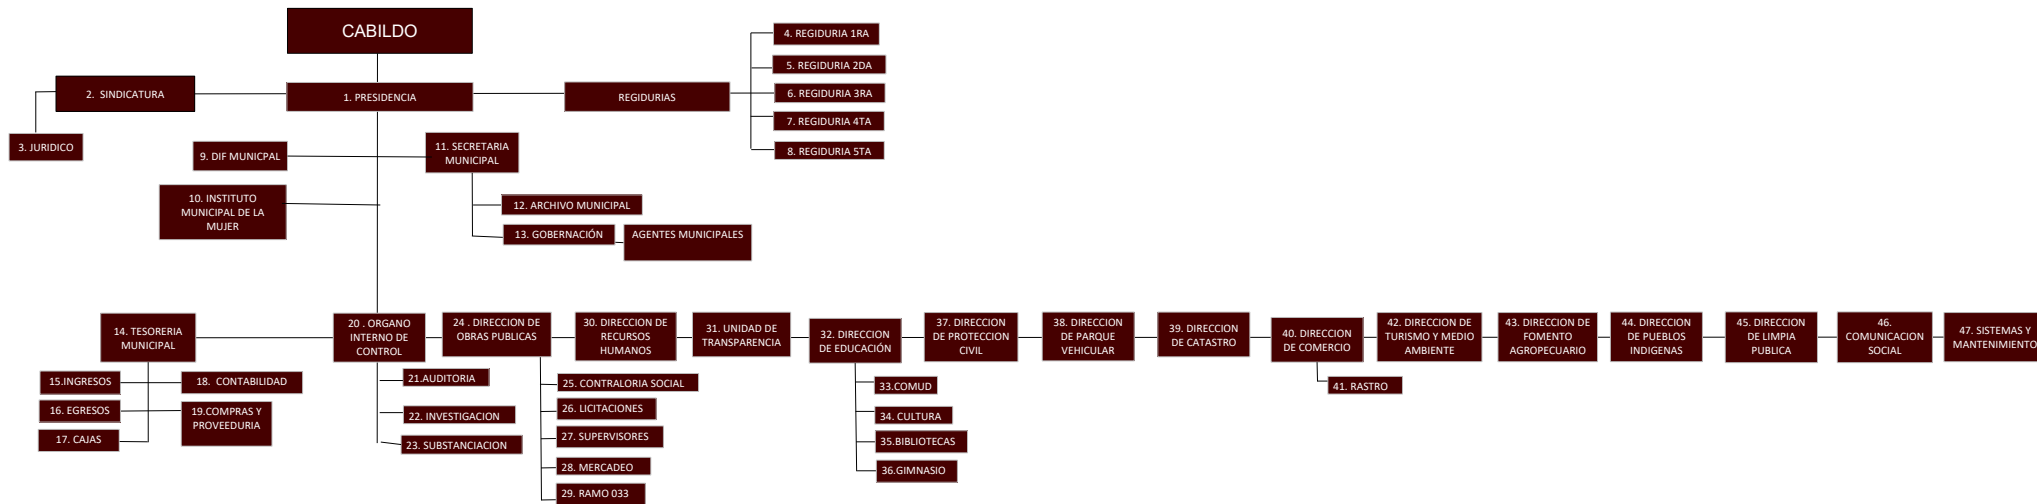 CABILDO
4. REGIDURIA 1RA
5. REGIDURIA 2DA
2. SINDICATURA
1. PRESIDENCIA
REGIDURIAS
6. REGIDURIA 3RA
7. REGIDURIA 4TA
8. REGIDURIA 5TA
3. JURIDICO
9. DIF MUNICPAL
11. SECRETARIA
MUNICIPAL
10. INSTITUTO
MUNICIPAL DE LA
MUJER
12. ARCHIVO MUNICIPAL
13. GOBERNACIÓN
AGENTES MUNICIPALES
14. TESORERIA
MUNICIPAL
20 . ORGANO
INTERNO DE
CONTROL
24 . DIRECCION DE
OBRAS PUBLICAS
30. DIRECCION DE
RECURSOS
HUMANOS
31. UNIDAD DE
TRANSPARENCIA
32. DIRECCION
DE EDUCACIÓN
37. DIRECCION
DE PROTECCION
CIVIL
38. DIRECCION
DE PARQUE
VEHICULAR
39. DIRECCION
DE CATASTRO
40. DIRECCION
DE COMERCIO
42. DIRECCION DE
TURISMO Y MEDIO
AMBIENTE
43. DIRECCION DE
FOMENTO
AGROPECUARIO
44. DIRECCION
DE PUEBLOS
INDIGENAS
45. DIRECCION
DE LIMPIA
PUBLICA
46.
COMUNICACION
SOCIAL
47. SISTEMAS Y
MANTENIMIENTO
15.INGRESOS
18. CONTABILIDAD
16. EGRESOS
19.COMPRAS Y
PROVEEDURIA
17. CAJAS
21.AUDITORIA
22. INVESTIGACION
23. SUBSTANCIACION
25. CONTRALORIA SOCIAL
26. LICITACIONES
27. SUPERVISORES
28. MERCADEO
29. RAMO 033
33.COMUD
34. CULTURA
35.BIBLIOTECAS
36.GIMNASIO
41. RASTRO